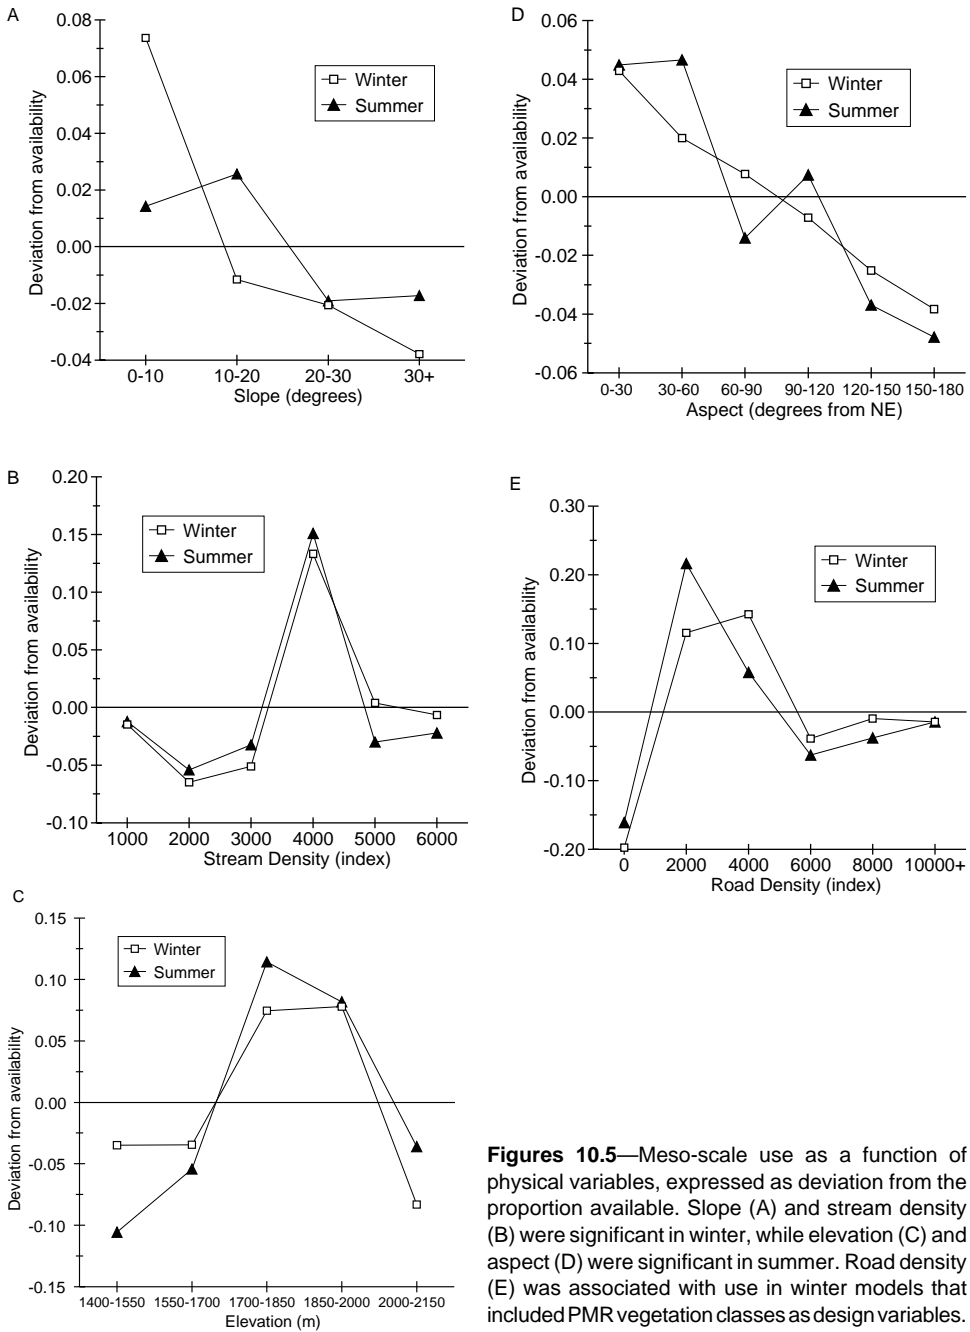 A
0.08
0.06
0.04
0.02
0.00
-0.02
-0.04
Deviation from availability
Winter
Summer
0-10 10-20 20-30 30+
Slope (degrees)
D
0.06
0.04
0.02
0.00
-0.02
-0.04
-0.06
Deviation from availability
Winter
Summer
0-30 30-60 60-90 90-120 120-150 150-180
Aspect (degrees from NE)
B
0.20
0.15
0.10
0.05
0.00
-0.05
-0.10
Deviation from availability
Winter
Summer
1000 2000 3000 4000 5000 6000
Stream Density (index)
E
0.30
0.20
0.10
0.00
-0.10
-0.20
Deviation from availability
Winter
Summer
0 2000 4000 6000 8000 10000+
Road Density (index)
C
0.15
0.10
0.05
0.00
-0.05
-0.10
-0.15
Deviation from availability
Winter
Summer
1400-1550 1550-1700 1700-1850 1850-2000 2000-2150
Elevation (m)
Figures 10.5—Meso-scale use as a function of
physical variables, expressed as deviation from the
proportion available. Slope (A) and stream density
(B) were significant in winter, while elevation (C) and
aspect (D) were significant in summer. Road density
(E) was associated with use in winter models that
included PMR vegetation classes as design variables.